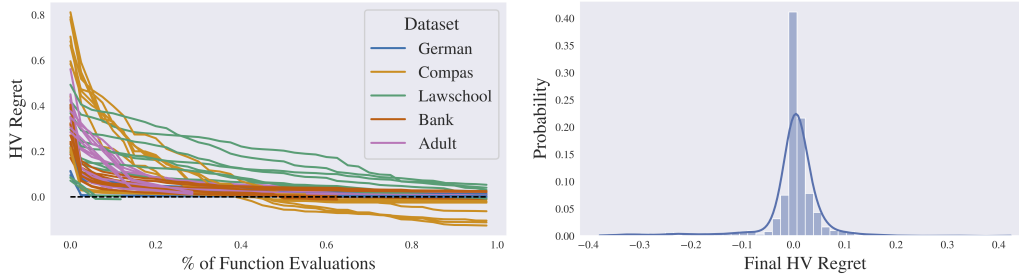 0.8
0.6
0.4
0.2
0.0
HV Regret
0.0 0.2 0.4 0.6 0.8 1.0
% of Function Evaluations
Dataset
German
Compas
Lawschool
Bank
Adult
0.40
0.35
0.30
0.25
0.20
0.15
0.10
0.05
0.00
Probability
−0.4 −0.3 −0.2 −0.1 0.0 0.1 0.2 0.3 0.4
Final HV Regret